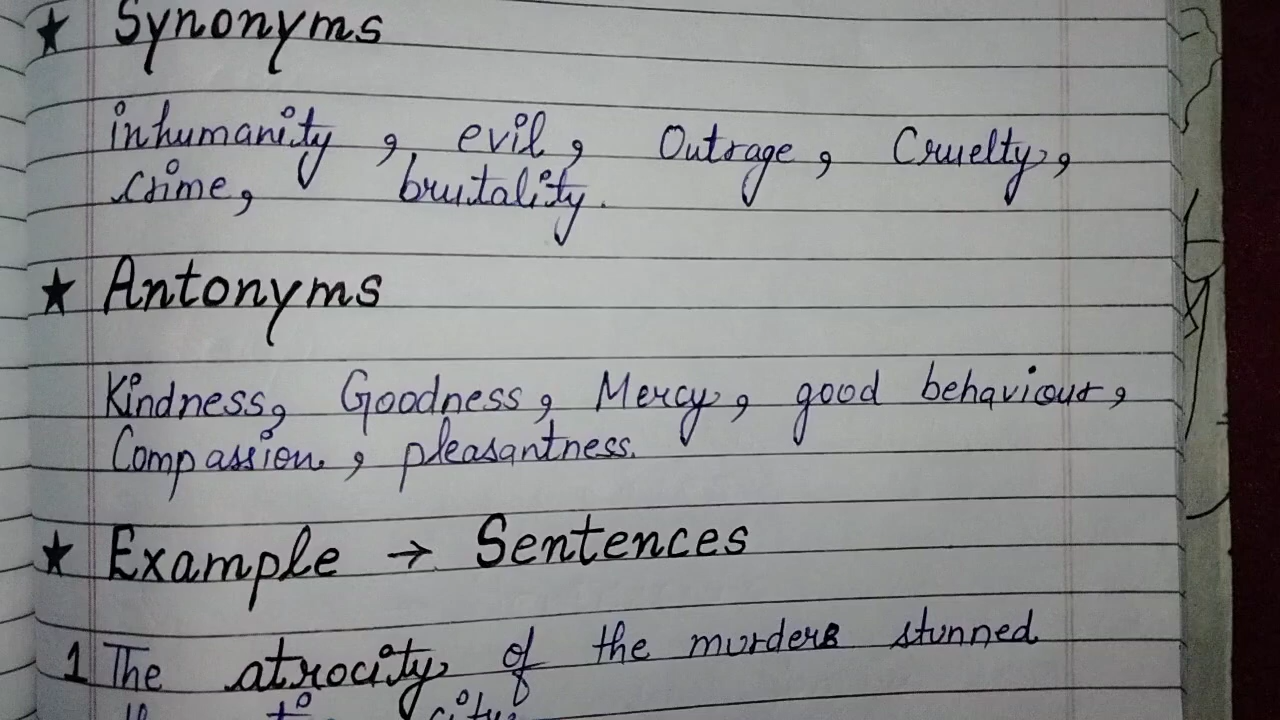 ★ Synonyms
inhumanity, evil, Outrage, Cruelty,
crime, brutality.
★ Antonyms
Kindness, Goodness, Mercy, good behaviour,
Compassion, pleasantness.
★ Example → Sentences
1 The atrocity of the murders stunned